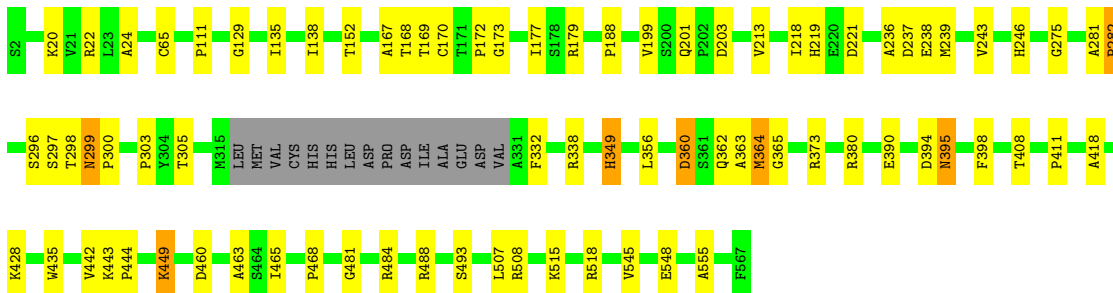 S2 K20 V21 R22 L23 A24 C65 P111 G129 I135 I138 T152 A167 T168 T169 C170 T171 P172 G173 I177 S178 R179 P188 V199 S200 Q201 P202 D203 V213 I218 H219 E220 D221 A236 D237 E238 M239 V243 H246 G275 A281
S296 S297 T298 N299 P300 P303 Y304 T305 M315 LEU MET VAL CYS HIS HIS LEU ASP PRO ASP ILE ALA GLU ASP VAL A331 F332 R338 H349 L356 D360 S361 Q362 A363 M364 G365 R373 R380 E390 D394 N395 F398 T408 P411 A418
K428 W435 V442 K443 P444 K449 D460 A463 S464 I465 P468 G481 R484 R488 S493 L507 R508 K515 R518 V545 E548 A555 F567